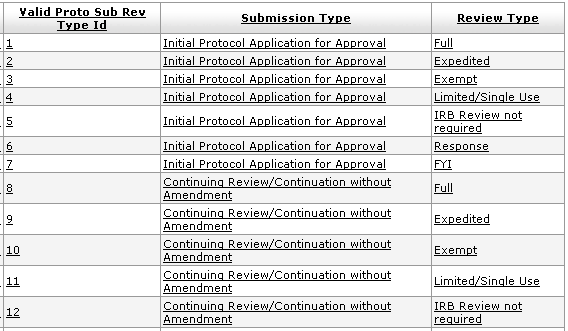 Valid Proto Sub Rev Type Id Submission Type Review Type
1 Initial Protocol Application for Approval Full
2 Initial Protocol Application for Approval Expedited
3 Initial Protocol Application for Approval Exempt
4 Initial Protocol Application for Approval Limited/Single Use
5 Initial Protocol Application for Approval IRB Review not required
6 Initial Protocol Application for Approval Response
7 Initial Protocol Application for Approval FYI
8 Continuing Review/Continuation without Amendment Full
9 Continuing Review/Continuation without Amendment Expedited
10 Continuing Review/Continuation without Amendment Exempt
11 Continuing Review/Continuation without Amendment Limited/Single Use
12 Continuing Review/Continuation without Amendment IRB Review not required